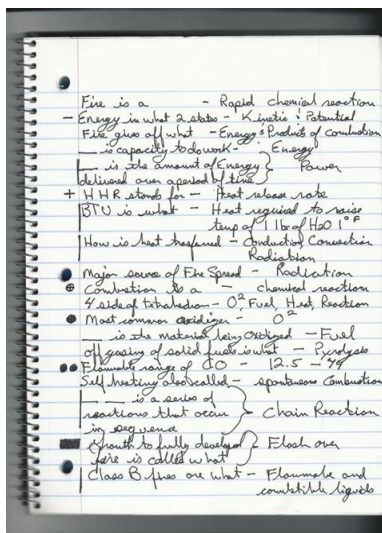 Fire is a - Rapid chemical reaction
- Energy in what 2 states - Kinetic & Potential
Fire gives off what - Energy & Products of combustion
__ is capacity to do work - Energy
__ is the amount of Energy } Power
delivered over a period of time
+ HHR stands for - Heat release rate
BTU is what - Heat required to raise
temp of 1 lb of H2O 1°F
How is heat - Conduction Convection
Radiation
Major source of Fire Spread - Radiation
Combustion is a - chemical reaction
4 side of - O2 Fuel, Heat, Reaction
Most common oxidizer - O2
__ is the material being oxidized - Fuel
off gasing of solid fuels is what - Pyrolysis
Flammable range of CO - 12.5 - 74
Self heating also called - spontaneous combustion
__ __ is a series of
reactions that occur } Chain Reaction
in sequence
Growth to fully developed } Flash over
fire is called what
Class B fires are what - Flammable and
combustible liquids